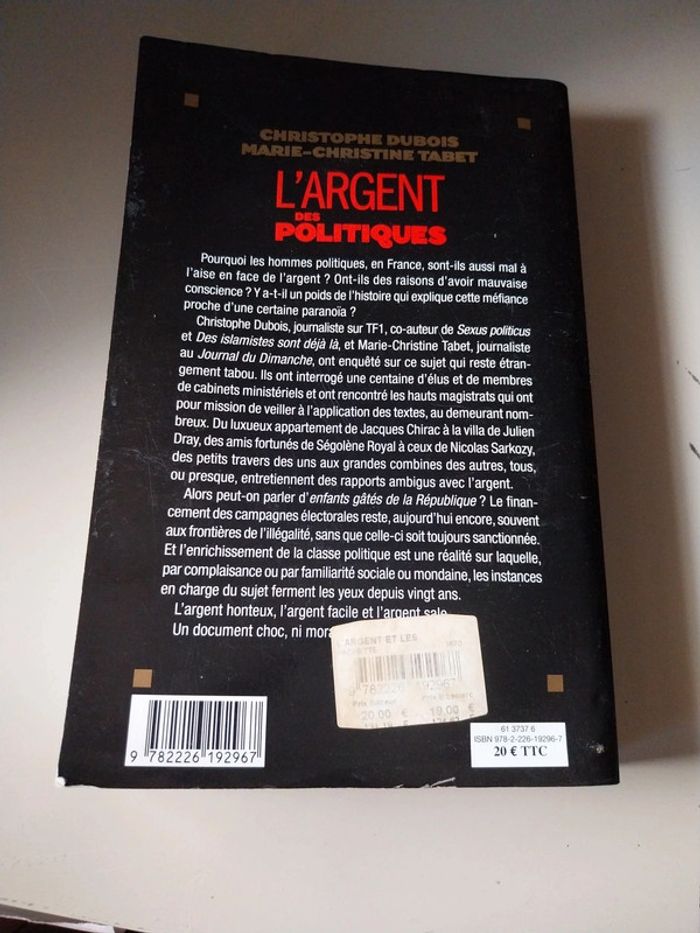 CHRISTOPHE DUBOIS
MARIE-CHRISTINE TABET
L'ARGENT
DES
POLITIQUES
Pourquoi les hommes politiques, en France, sont-ils aussi mal à
l'aise en face de l'argent ? Ont-ils des raisons d'avoir mauvaise
conscience ? Y a-t-il un poids de l'histoire qui explique cette méfiance
proche d'une certaine paranoïa ?
Christophe Dubois, journaliste sur TF1, co-auteur de Sexus politicus
et Des islamistes sont déjà là, et Marie-Christine Tabet, journaliste
au Journal du Dimanche, ont enquêté sur ce sujet qui reste étran-
gement tabou. Ils ont interrogé une centaine d'élus et de membres
de cabinets ministériels et ont rencontré les hauts magistrats qui ont
pour mission de veiller à l'application des textes, au demeurant nom-
breux. Du luxueux appartement de Jacques Chirac à la villa de Julien
Dray, des amis fortunés de Ségolène Royal à ceux de Nicolas Sarkozy,
des petits travers des uns aux grandes combines des autres, tous,
ou presque, entretiennent des rapports ambigus avec l'argent.
Alors peut-on parler d'enfants gâtés de la République ? Le finan-
cement des campagnes électorales reste, aujourd'hui encore, souvent
aux frontières de l'illégalité, sans que celle-ci soit toujours sanctionnée.
Et l'enrichissement de la classe politique est une réalité sur laquelle,
par complaisance ou par familiarité sociale ou mondaine, les instances
en charge du sujet ferment les yeux depuis vingt ans.
L'argent honteux, l'argent facile et l'argent sale
Un document choc, ni mora
L'ARGENT ET LES
9 782226 192967
Prix Editeur
20.00 € 19.00 €
9 782226 192967
61 3737 6
ISBN 978-2-226-19296-7
20 € TTC